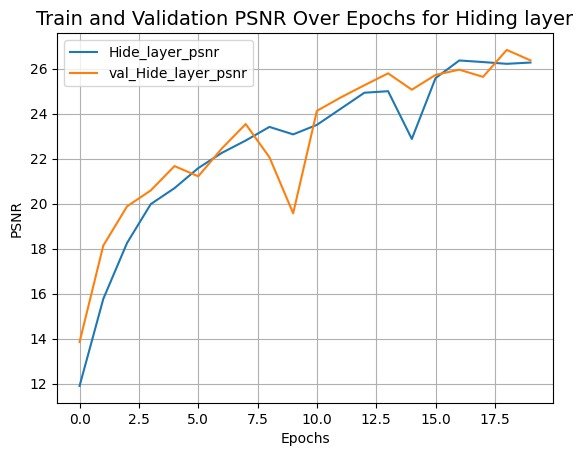 Train and Validation PSNR Over Epochs for Hiding layer
Hide_layer_psnr
val_Hide_layer_psnr
PSNR
26
24
22
20
18
16
14
12
0.0 2.5 5.0 7.5 10.0 12.5 15.0 17.5
Epochs